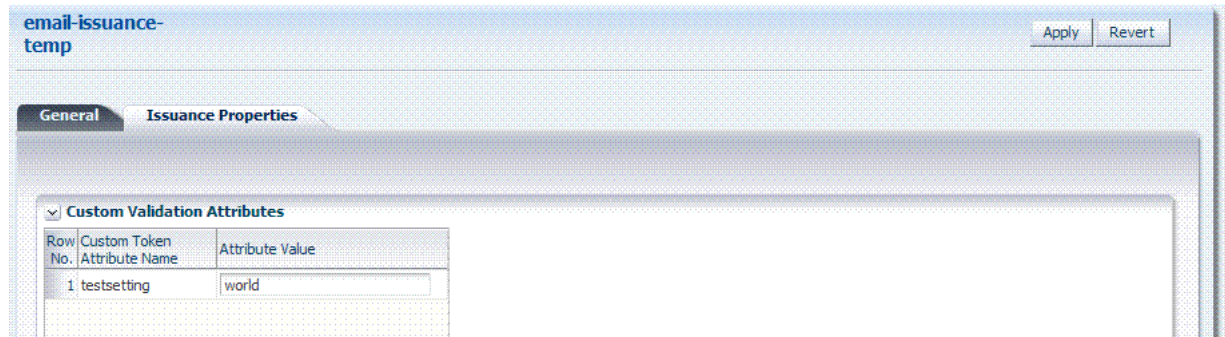 email-issuance-
temp
Apply Revert
General Issuance Properties
Custom Validation Attributes
Row Custom Token Attribute Value
No. Attribute Name
1 testsetting world